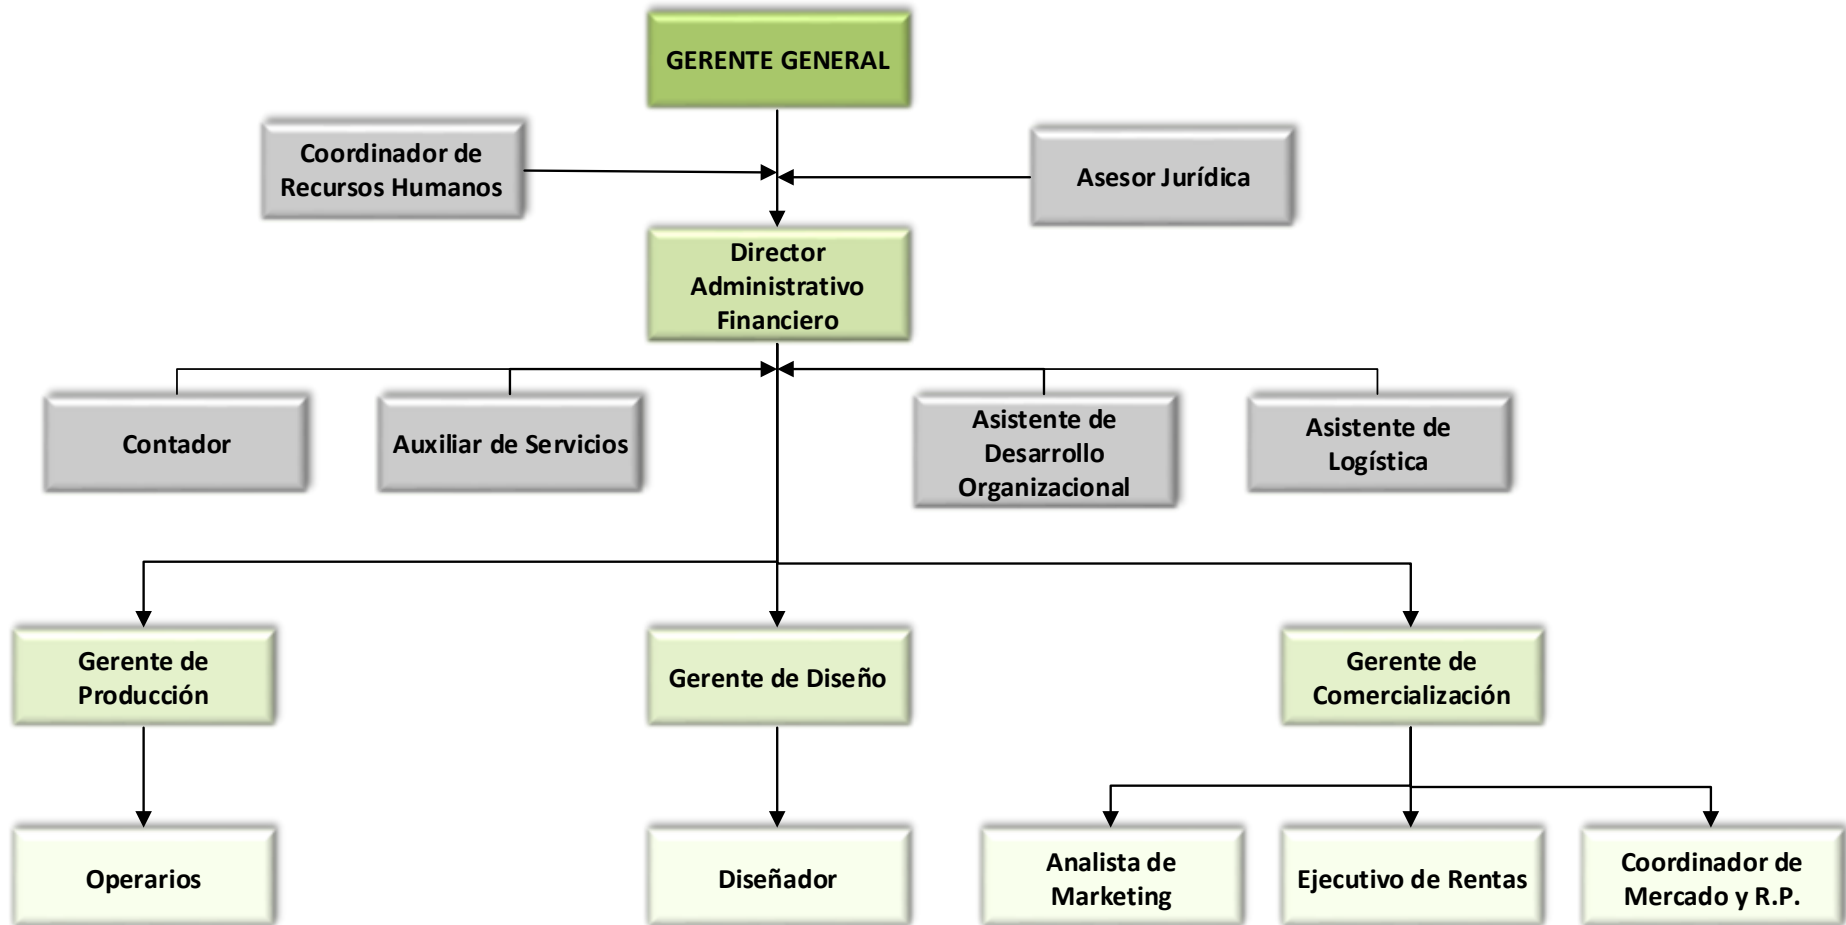 GERENTE GENERAL
Coordinador de
Recursos Humanos
Asesor Jurídica
Director
Administrativo
Financiero
Contador
Auxiliar de Servicios
Asistente de
Desarrollo
Organizacional
Asistente de
Logística
Gerente de
Producción
Gerente de Diseño
Gerente de
Comercialización
Operarios
Diseñador
Analista de
Marketing
Ejecutivo de Rentas
Coordinador de
Mercado y R.P.